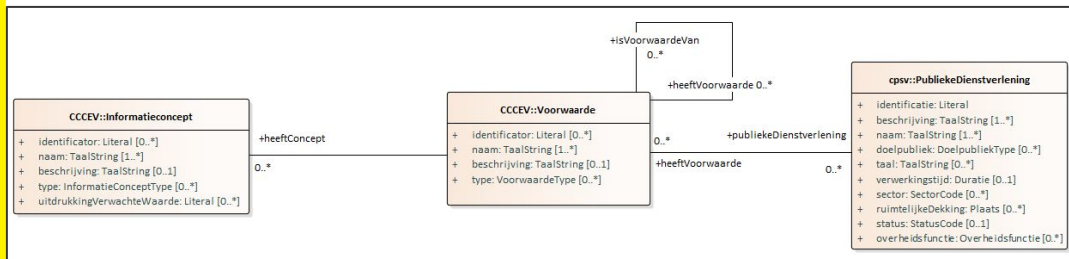 +isVoorwaardeVan
0..*
+heeftVoorwaarde 0..*
CCCEV::Informatieconcept
+ identificator: Literal [0..*]
+ naam: TaalString [1..*]
+ beschrijving: TaalString [0..1]
+ type: InformatieConceptType [0..*]
+ uitdrukkingVerwachteWaarde: Literal [0..*]
+heeftConcept
0..*
CCCEV::Voorwaarde
+ identificator: Literal [0..*]
+ naam: TaalString [1..*]
+ beschrijving: TaalString [0..1]
+ type: VoorwaardeType [0..*]
0..*
+publiekeDienstverlening
+heeftVoorwaarde
0..*
cpsv::PubliekeDienstverlening
+ identificatie: Literal
+ beschrijving: TaalString [1..*]
+ naam: TaalString [1..*]
+ doelpubliek: DoelpubliekType [0..*]
+ taal: TaalString [0..*]
+ verwerkingstijd: Duratie [0..1]
+ sector: SectorCode [0..*]
+ ruimtelijkeDekking: Plaats [0..*]
+ status: StatusCode [0..1]
+ overheidsfunctie: Overheidsfunctie [0..*]